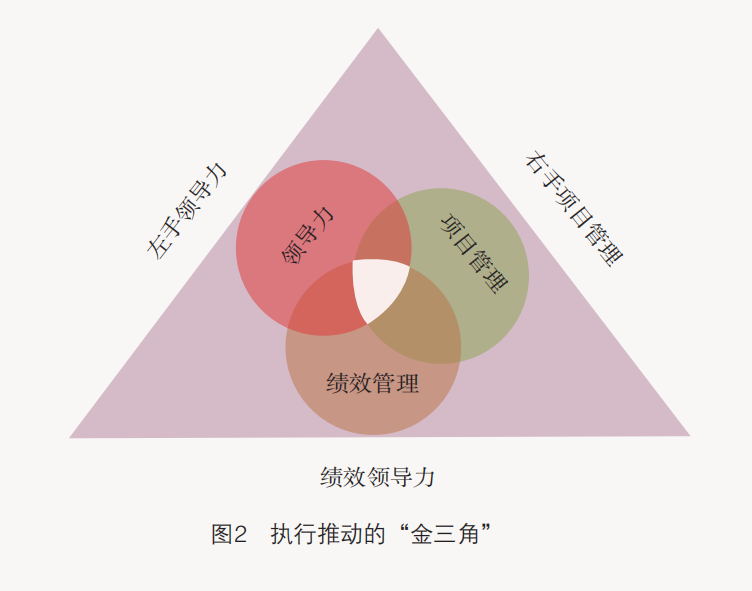 左手领导力
右手项目管理
领导力
项目管理
绩效管理
绩效领导力
图2 执行推动的“金三角”